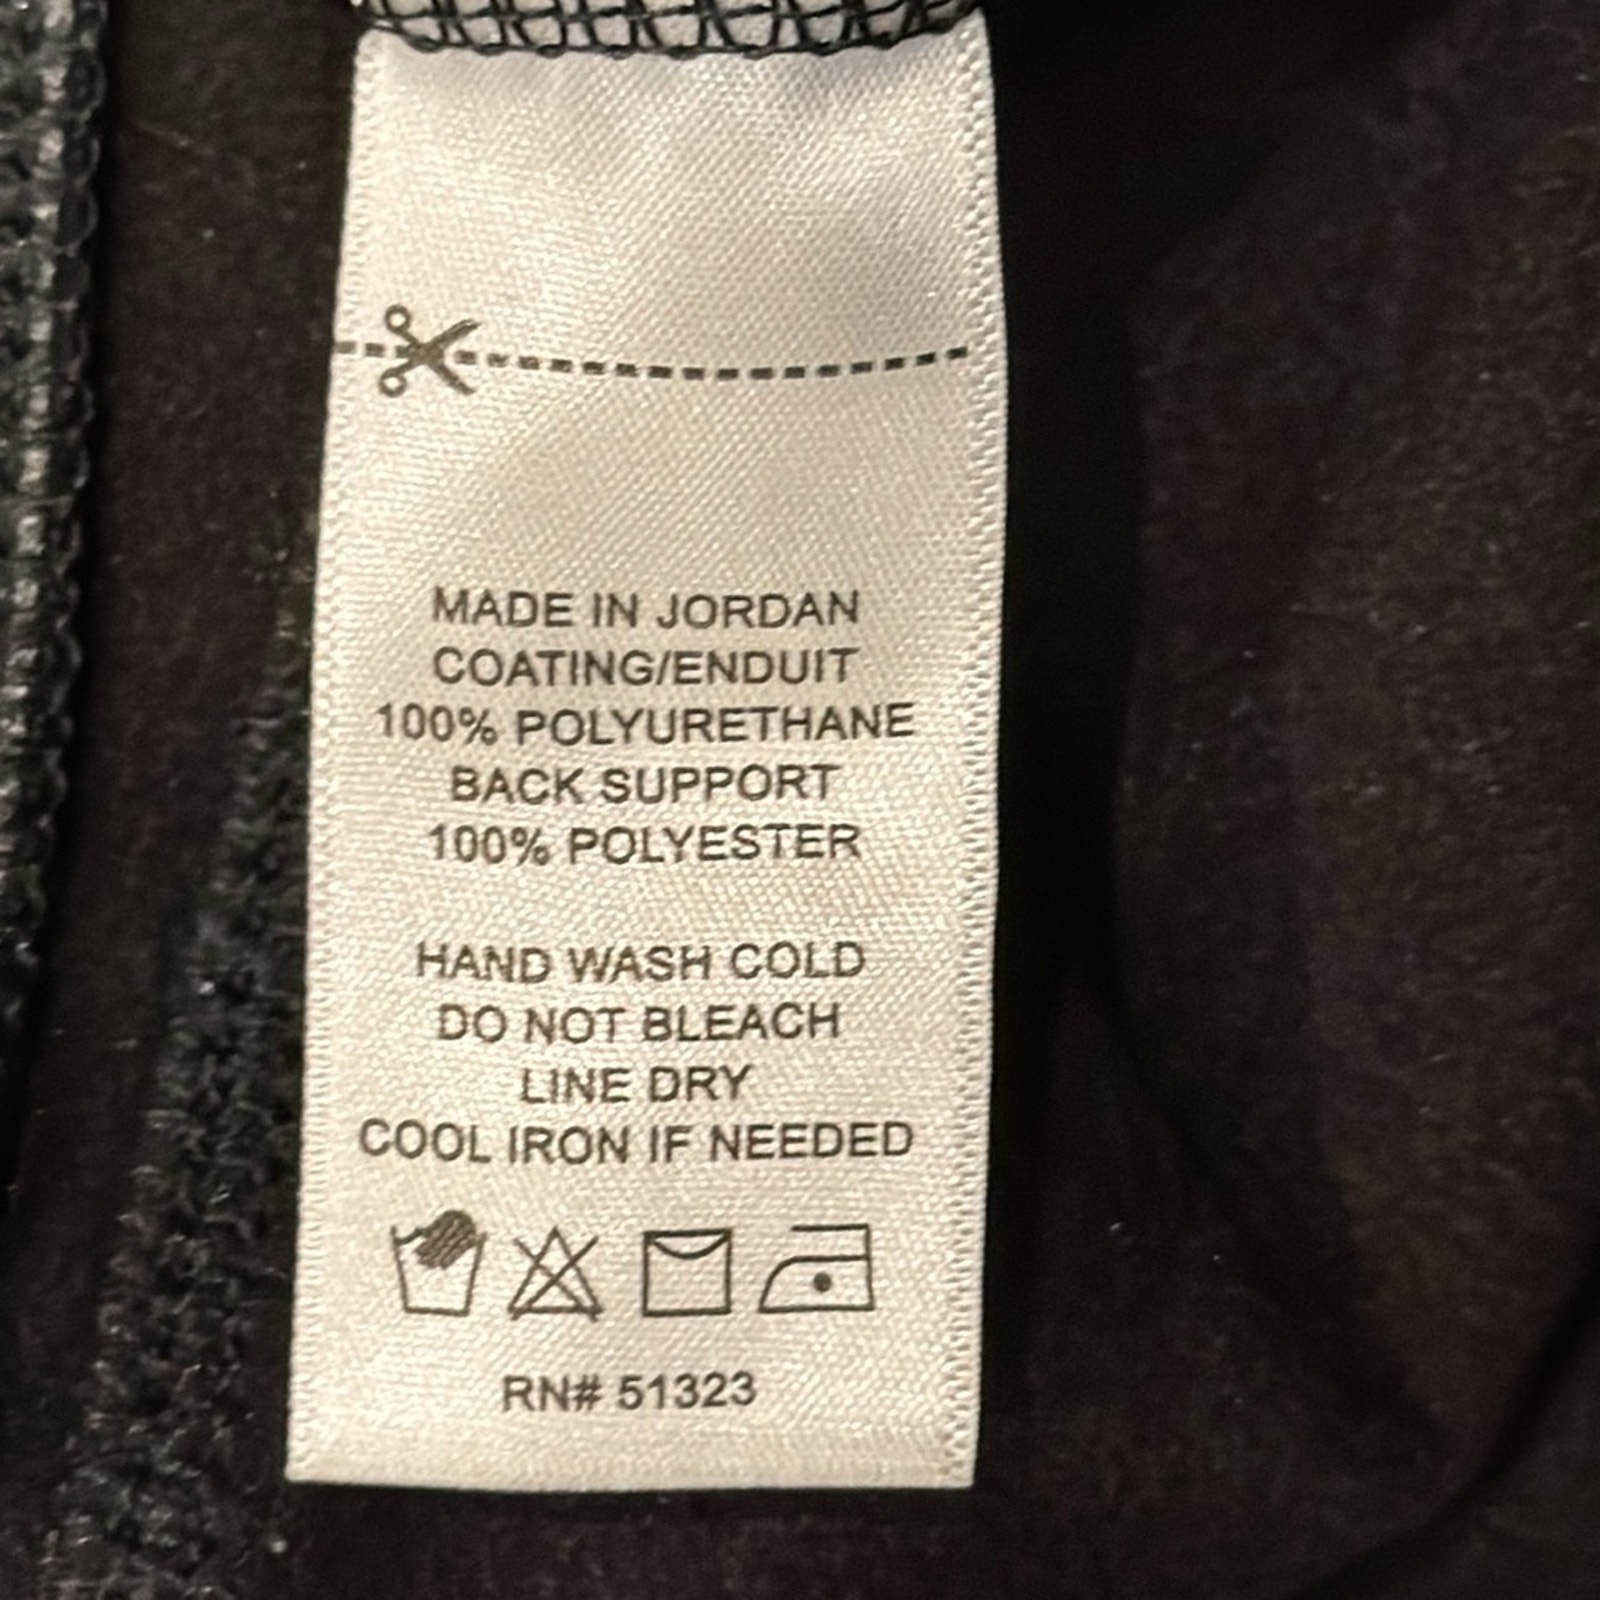 MADE IN JORDAN
COATING/ENDUIT
100% POLYURETHANE
BACK SUPPORT
100% POLYESTER
HAND WASH COLD
DO NOT BLEACH
LINE DRY
COOL IRON IF NEEDED
RN# 51323